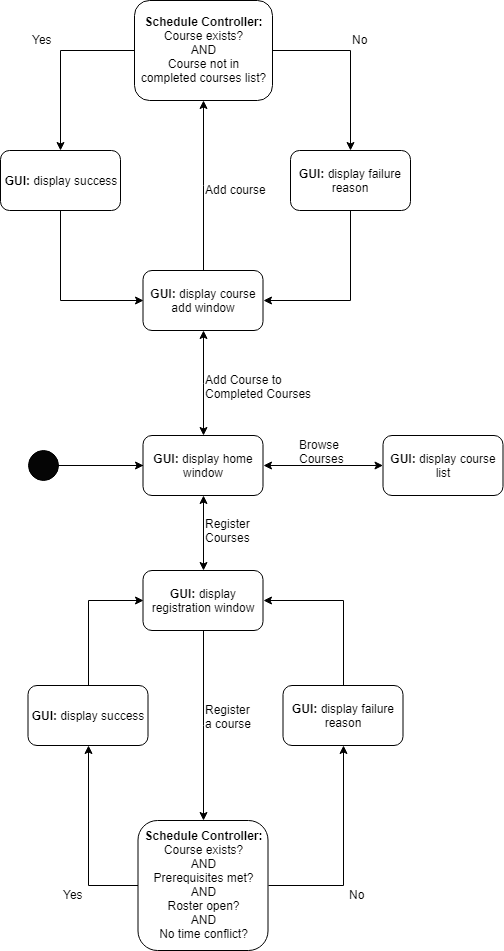 Schedule Controller:
Course exists?
AND
Course not in
completed courses list?
Yes
No
GUI: display success
GUI: display failure
reason
Add course
GUI: display course
add window
Add Course to
Completed Courses
GUI: display home
window
Browse
Courses
GUI: display course
list
Register
Courses
GUI: display
registration window
GUI: display success
Register
a course
GUI: display failure
reason
Schedule Controller:
Course exists?
AND
Prerequisites met?
AND
Roster open?
AND
No time conflict?
Yes
No